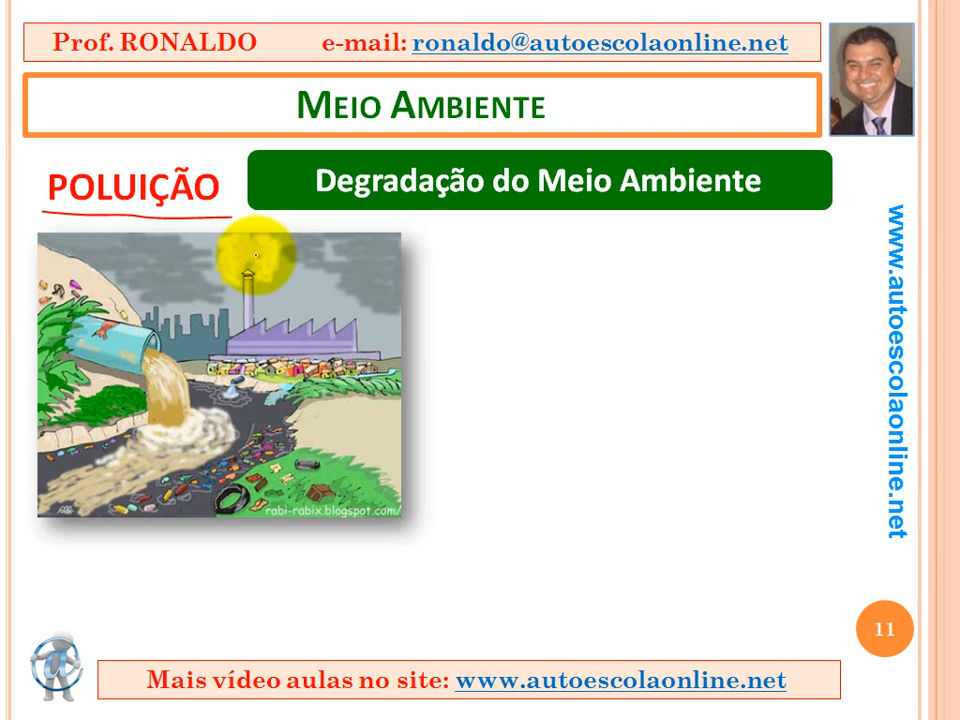 Prof. RONALDO e-mail: ronaldo@autoescolaonline.net
MEIO AMBIENTE
POLUIÇÃO
Degradação do Meio Ambiente
www.autoescolaonline.net
rabi-rabix.blogspot.com/
11
Mais vídeo aulas no site: www.autoescolaonline.net